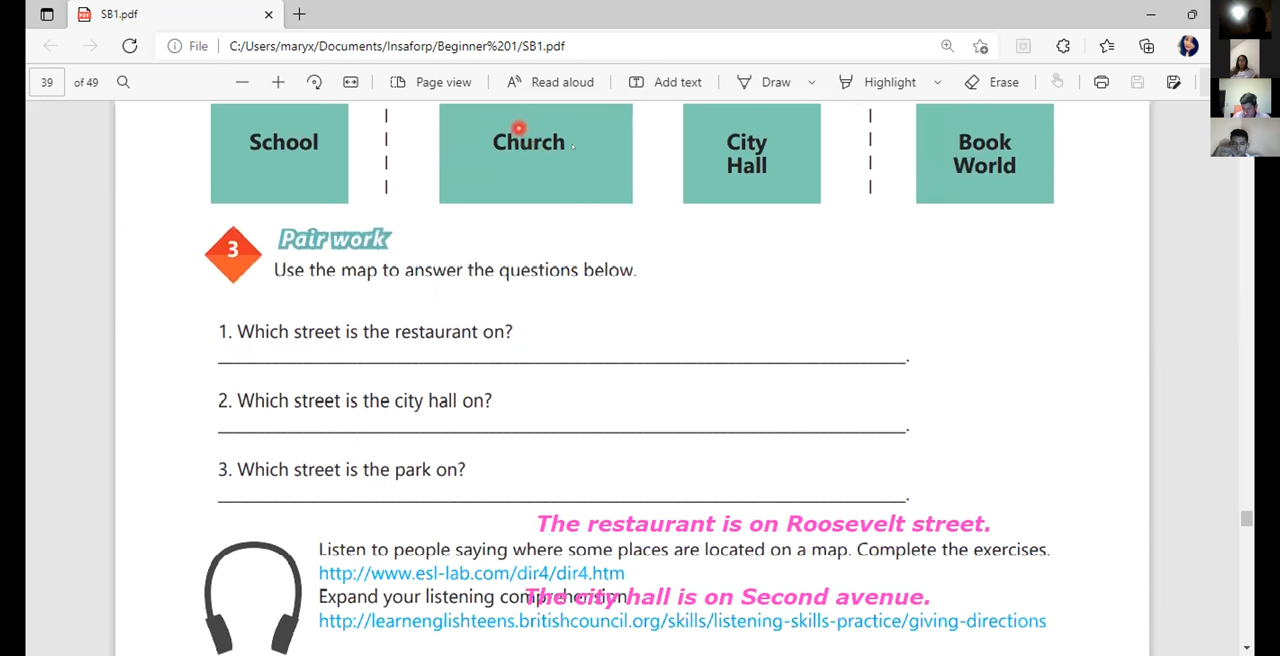 SB1.pdf
File C:/Users/maryx/Documents/Insaforp/Beginner%201/SB1.pdf
39 of 49 Page view Read aloud Add text Draw Highlight Erase
School
Church
City
Hall
Book
World
3 Pair work
Use the map to answer the questions below.
1. Which street is the restaurant on?
2. Which street is the city hall on?
3. Which street is the park on?
The restaurant is on Roosevelt street.
Listen to people saying where some places are located on a map. Complete the exercises.
http://www.esl-lab.com/dir4/dir4.htm
Expand your listening comprehension
The city hall is on Second avenue.
http://learnenglishteens.britishcouncil.org/skills/listening-skills-practice/giving-directions